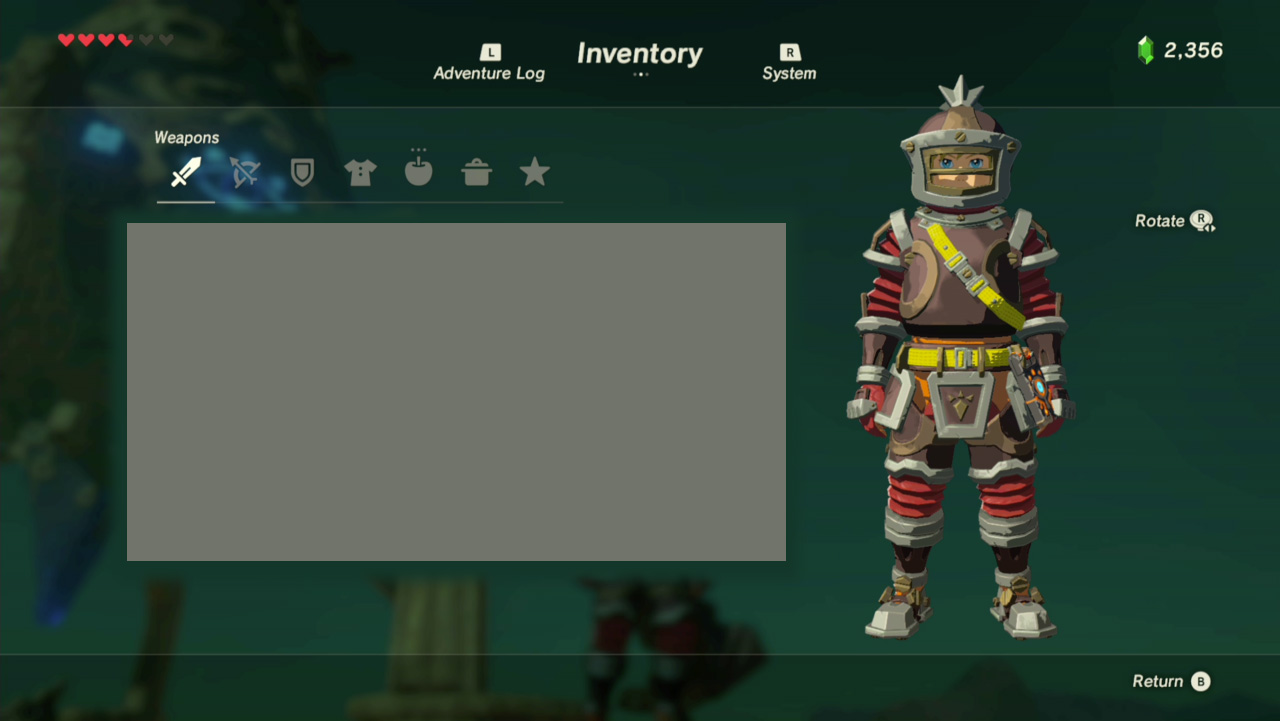 L
Adventure Log
Inventory
R
System
2,356
Weapons
Rotate R
Return B